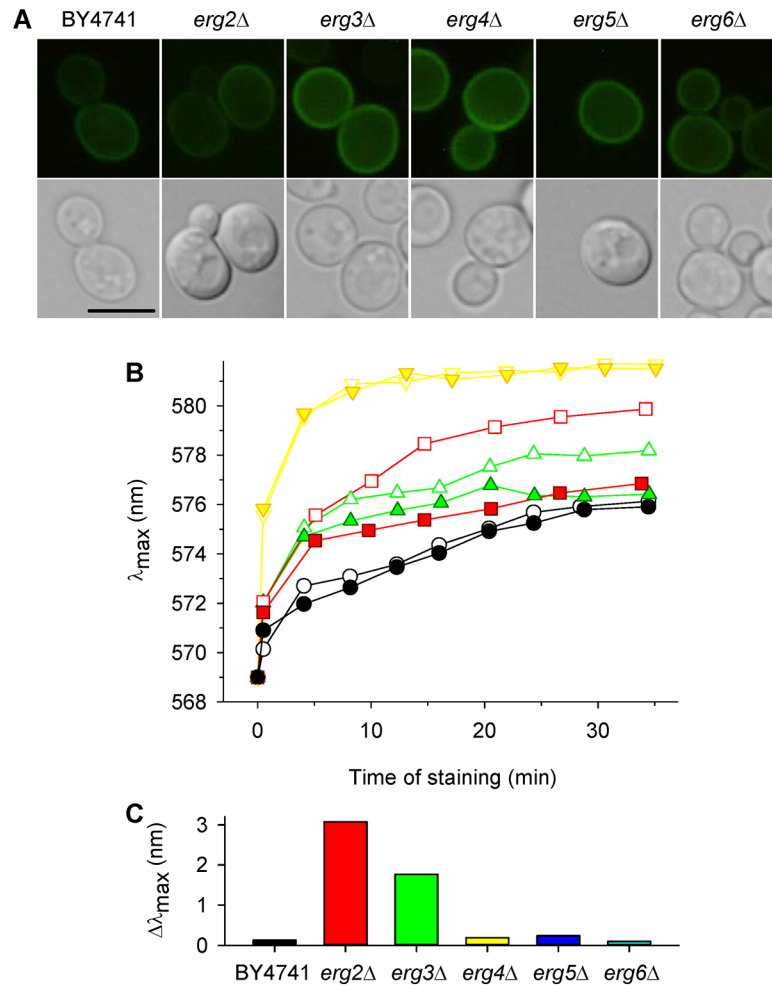 A BY4741 erg2Δ erg3Δ erg4Δ erg5Δ erg6Δ
B
λmax (nm)
580
578
576
574
572
570
568
0 10 20 30
Time of staining (min)
C
Δλmax (nm)
3
2
1
0
BY4741 erg2Δ erg3Δ erg4Δ erg5Δ erg6Δ